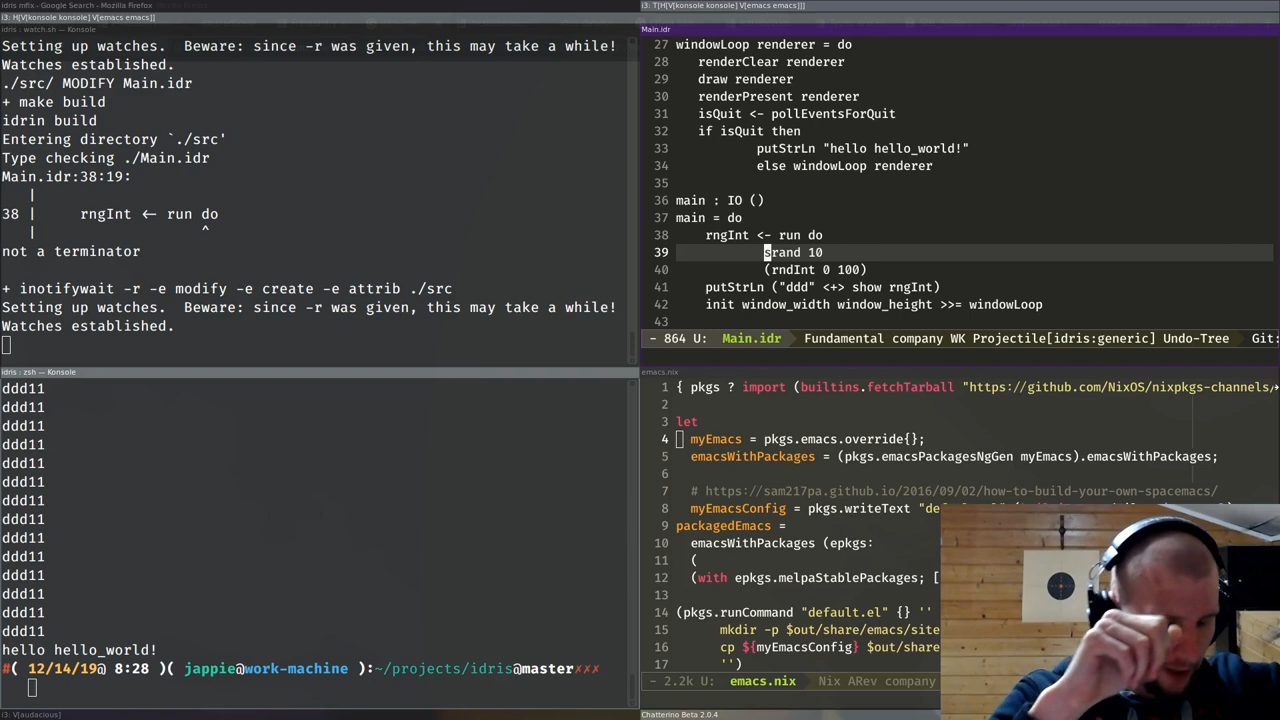 idris mfix - Google Search - Mozilla Firefox
i3: H[V[konsole konsole] V[emacs emacs]]
idris : watch.sh — Konsole
Setting up watches.  Beware: since -r was given, this may take a while!
Watches established.
./src/ MODIFY Main.idr
+ make build
idrin build
Entering directory `./src'
Type checking ./Main.idr
Main.idr:38:19:
   |
38 |      rngInt <- run do
   |                      ^
not a terminator
+ inotifywait -r -e modify -e create -e attrib ./src
Setting up watches.  Beware: since -r was given, this may take a while!
Watches established.
idris : zsh — Konsole
ddd11
ddd11
ddd11
ddd11
ddd11
ddd11
ddd11
ddd11
ddd11
ddd11
ddd11
ddd11
ddd11
ddd11
hello hello_world!
#( 12/14/19@ 8:28 )( jappie@work-machine ):~/projects/idris@master✗✗✗
i3: V[audacious]
i3: T[H[V[konsole konsole] V[emacs emacs]]]
Main.idr
27 windowLoop renderer = do
28    renderClear renderer
29    draw renderer
30    renderPresent renderer
31    isQuit <- pollEventsForQuit
32    if isQuit then
33            putStrLn "hello hello_world!"
34            else windowLoop renderer
35
36 main : IO ()
37 main = do
38     rngInt <- run do
39             srand 10
40             (rndInt 0 100)
41     putStrLn ("ddd" <+> show rngInt)
42     init window_width window_height >>= windowLoop
43
- 864 U:  Main.idr  Fundamental company WK Projectile[idris:generic] Undo-Tree  Git:
emacs.nix
1 { pkgs ? import (builtins.fetchTarball "https://github.com/NixOS/nixpkgs-channels/
2
3 let
4   myEmacs = pkgs.emacs.override{};
5   emacsWithPackages = (pkgs.emacsPackagesNgGen myEmacs).emacsWithPackages;
6
7   # https://sam217pa.github.io/2016/09/02/how-to-build-your-own-spacemacs/
8   myEmacsConfig = pkgs.writeText
9 packagedEmacs =
10   emacsWithPackages (epkgs:
11   (
12   (with epkgs.melpaStablePackages; [
13
14 (pkgs.runCommand "default.el" {} ''
15       mkdir -p $out/share/emacs/site
16       cp ${myEmacsConfig} $out/share
17       '')
- 2.2k U:  emacs.nix  Nix ARev company
Chatterino Beta 2.0.4